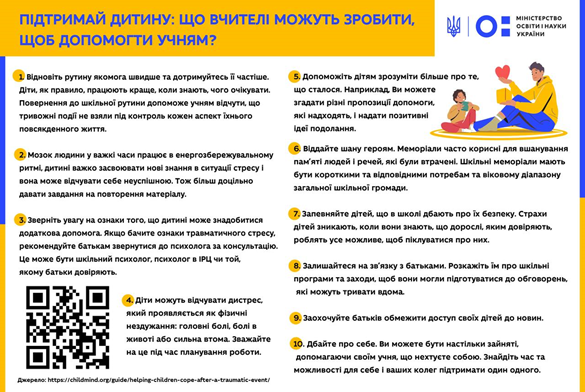 ПІДТРИМАЙ ДИТИНУ: ЩО ВЧИТЕЛІ МОЖУТЬ ЗРОБИТИ,
ЩОБ ДОПОМОГТИ УЧНЯМ?
МІНІСТЕРСТВО
ОСВІТИ І НАУКИ
УКРАЇНИ
1. Відновіть рутину якомога швидше та дотримуйтесь її частіше.
Діти, як правило, працюють краще, коли знають, чого очікувати.
Повернення до шкільної рутини допоможе учням відчути, що
тривожні події не взяли під контроль кожен аспект їхнього
повсякденного життя.
2. Мозок людини у важкі часи працює в енергозбережувальному
ритмі, дитині важко засвоювати нові знання в ситуації стресу і
вона може відчувати себе неуспішною. Тож більш доцільно
давати завдання на повторення матеріалу.
3. Зверніть увагу на ознаки того, що дитині може знадобитися
додаткова допомога. Якщо бачите ознаки травматичного стресу,
рекомендуйте батькам звернутися до психолога за консультацію.
Це може бути шкільний психолог, психолог в ІРЦ чи той,
якому батьки довіряють.
4. Діти можуть відчувати дистрес,
який проявляється як фізичні
нездужання: головні болі, болі в
животі або сильна втома. Зважайте
на це під час планування роботи.
Джерело: https://childmind.org/guide/helping-children-cope-after-a-traumatic-event/
5. Допоможіть дітям зрозуміти більше про те,
що сталося. Наприклад, Ви можете
згадати різні пропозиції допомоги,
які надходять, і надати позитивні
ідеї подолання.
6. Віддайте шану героям. Меморіали часто корисні для вшанування
пам'яті людей і речей, які були втрачені. Шкільні меморіали мають
бути короткими та відповідними потребам та віковому діапазону
загальної шкільної громади.
7. Запевняйте дітей, що в школі дбають про їх безпеку. Страхи
дітей зникають, коли вони знають, що дорослі, яким довіряють,
роблять усе можливе, щоб піклуватися про них.
8. Залишайтеся на зв'язку з батьками. Розкажіть їм про шкільні
програми та заходи, щоб вони могли підготуватися до обговорень,
які можуть тривати вдома.
9. Заохочуйте батьків обмежити доступ своїх дітей до новин.
10. Дбайте про себе. Ви можете бути настільки зайняті,
допомагаючи своїм учня, що нехтуєте собою. Знайдіть час та
можливості для себе і ваших колег підтримати один одного.